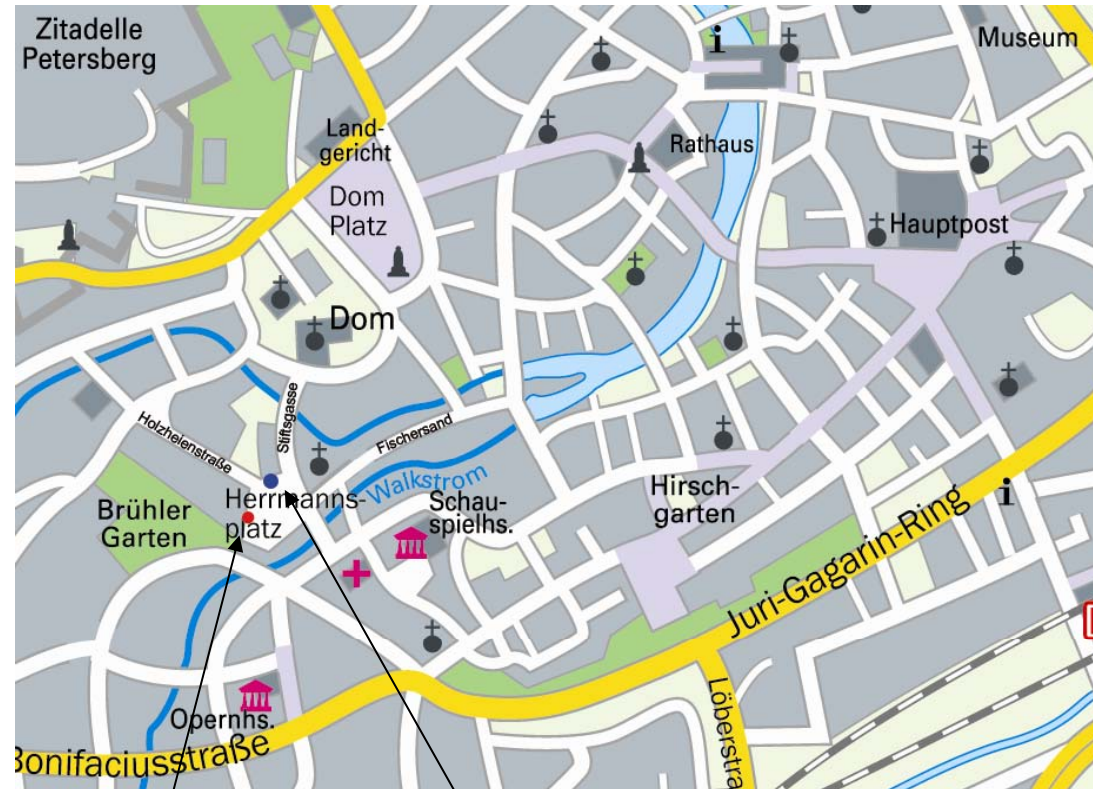 Zitadelle
Petersberg
Museum
i
Land-
gericht
Rathaus
Dom
Platz
Hauptpost
Dom
Stiftsgasse
Holzheienstraße
Fischersand
Walkstrom
Herrmanns-
platz
Schau-
spielhs.
Brühler
Garten
Hirsch-
garten
i
Juri-Gagarin-Ring
Opernhs.
Bonifaciusstraße
Löberstra